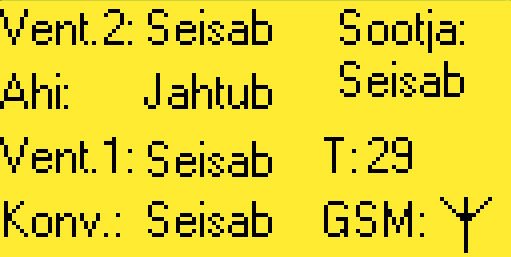 Vent.2: Seisab Sootja:
Seisab
Ahi: Jahtub
Vent.1: Seisab T: 29
Konv.: Seisab GSM: